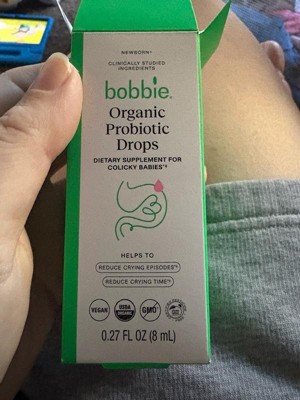 NEWBORN+
CLINICALLY STUDIED
INGREDIENTS
bobbie
Organic
Probiotic
Drops
DIETARY SUPPLEMENT FOR
COLICKY BABIES*†
HELPS TO
REDUCE CRYING EPISODES*†
REDUCE CRYING TIME*†
VEGAN
USDA
ORGANIC
GMO
0.27 FL OZ (8 mL)